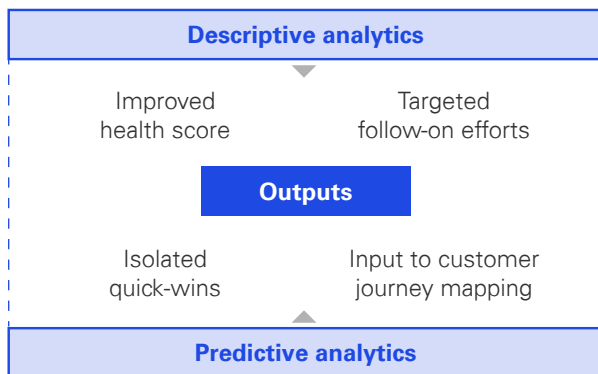 Descriptive analytics
Improved
health score
Targeted
follow-on efforts
Outputs
Isolated
quick-wins
Input to customer
journey mapping
Predictive analytics